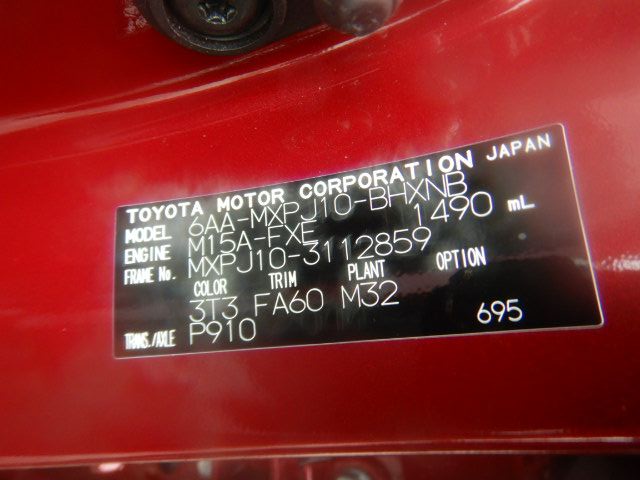 TOYOTA MOTOR CORPORATION JAPAN
MODEL 6AA-MXPJ10-BHXNB
ENGINE M15A-FXE 1490 mL
FRAME No. MXPJ10-3112859
COLOR TRIM PLANT OPTION
3T3 FA60 M32
TRANS./AXLE P910 695